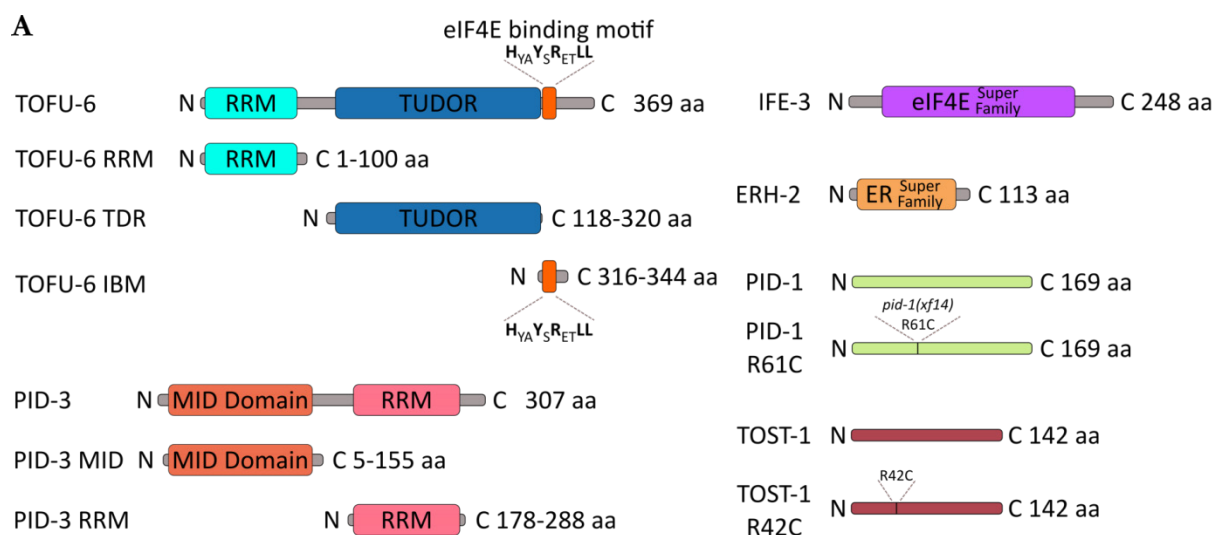 A
eIF4E binding motif
HYAYSRETLL
TOFU-6 N RRM TUDOR C 369 aa
TOFU-6 RRM N RRM C 1-100 aa
TOFU-6 TDR N TUDOR C 118-320 aa
TOFU-6 IBM N C 316-344 aa
HYAYSRETLL
PID-3 N MID Domain RRM C 307 aa
PID-3 MID N MID Domain C 5-155 aa
PID-3 RRM N RRM C 178-288 aa
IFE-3 N eIF4E Super Family C 248 aa
ERH-2 N ER Super Family C 113 aa
PID-1 N C 169 aa
pid-1(xf14)
R61C
PID-1 N C 169 aa
R61C
TOST-1 N C 142 aa
R42C
TOST-1 N C 142 aa
R42C